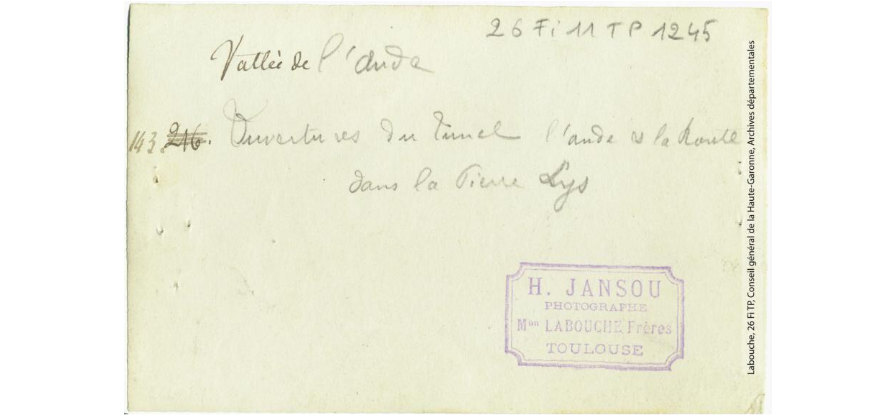 26 Fi 11 TP 1245
Vallée de l'Aude
143 216. Ouvertures du Tunnel l'aude et la Route
dans la Pierre Lys
H. JANSOU
PHOTOGRAPHE
Mon LABOUCHE Frères
TOULOUSE
Labouche, 26 Fi TP, Conseil général de la Haute-Garonne, Archives départementales